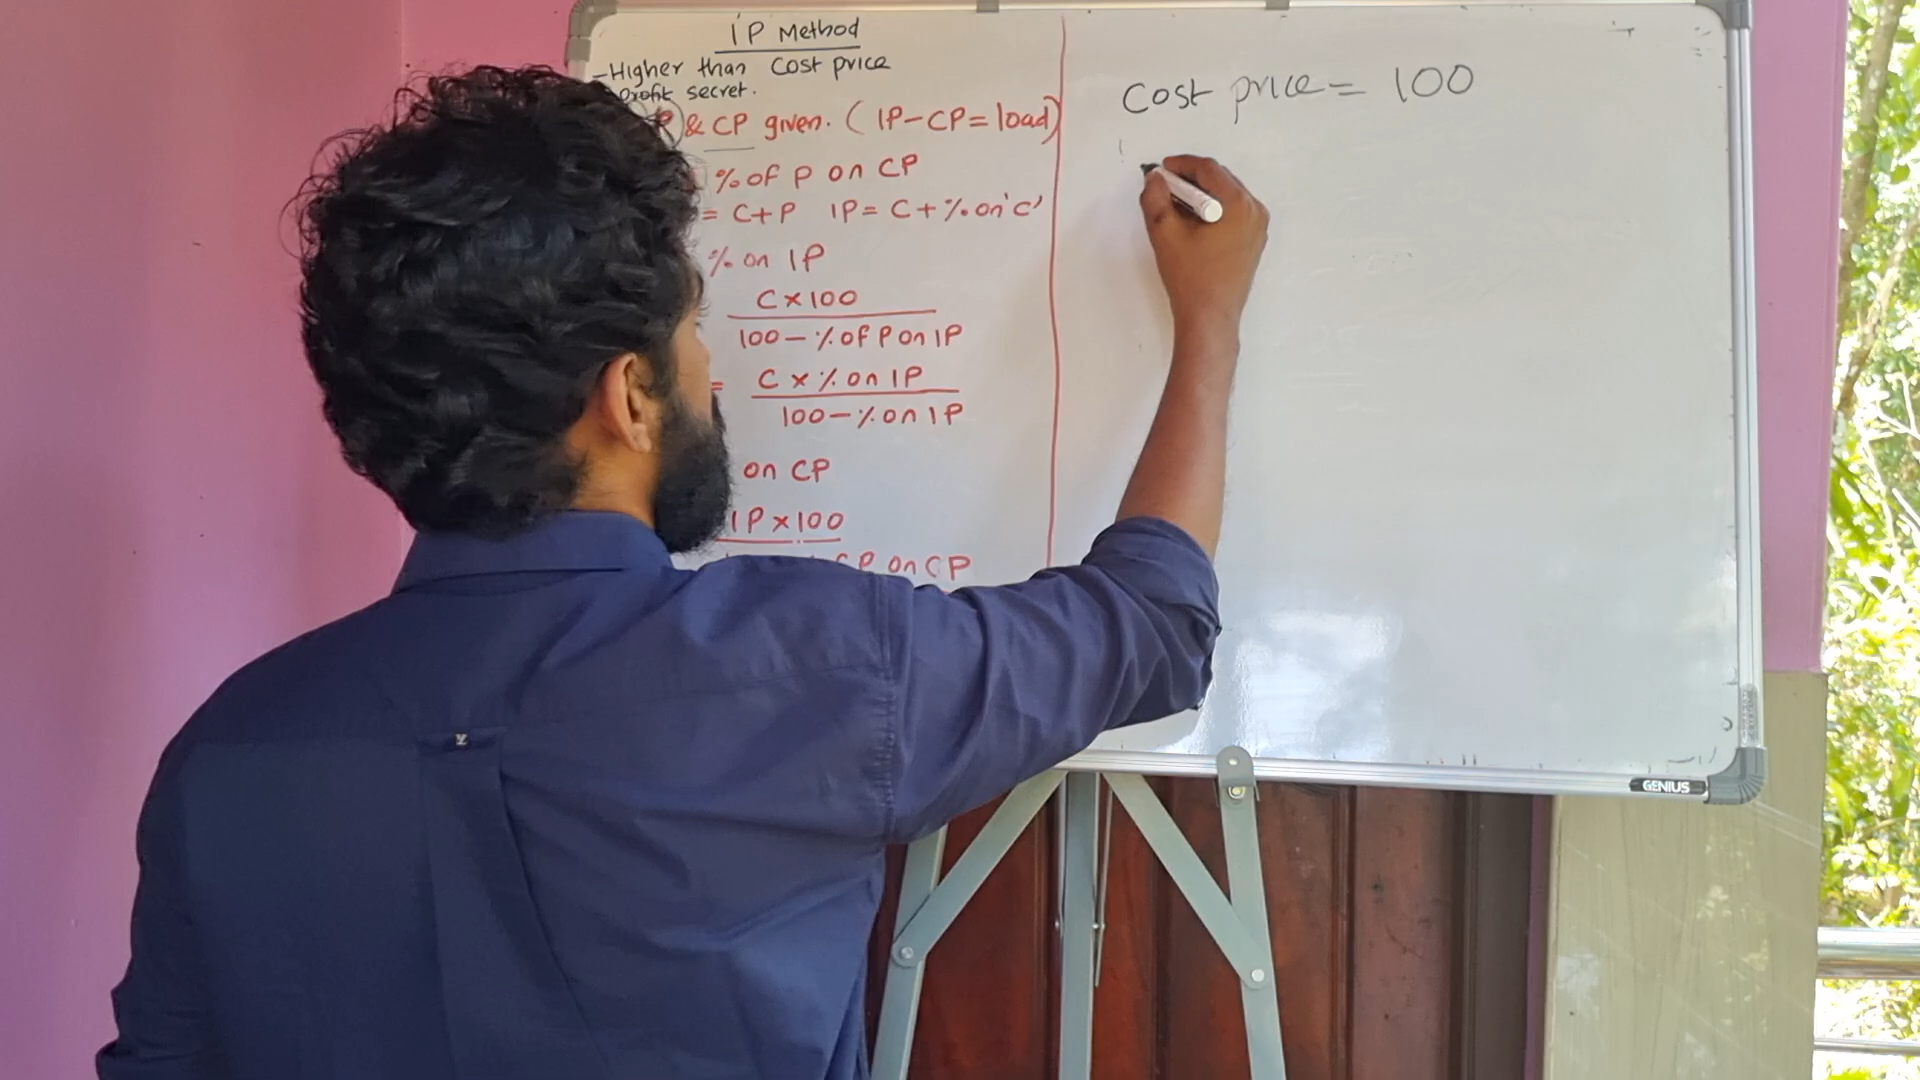 IP Method
-Higher than cost price
profit secret.
& CP given. (IP-CP=load)
% of P on CP
= C+P IP= C+%on'c'
% on IP
C×100
100-% of P on IP
= C×% on IP
100-% on IP
on CP
IP×100
P on CP
Cost price= 100
GENIUS